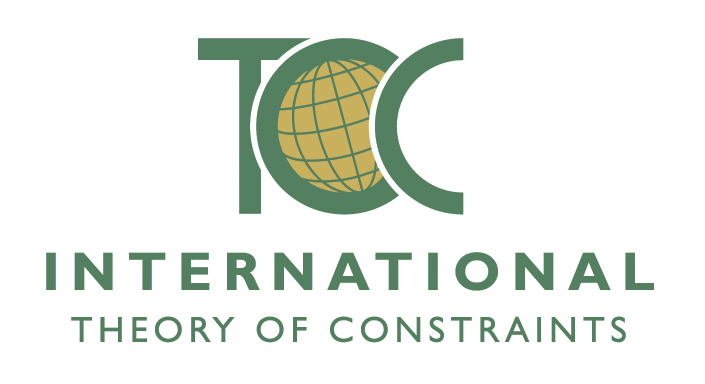 TOC
INTERNATIONAL
THEORY OF CONSTRAINTS